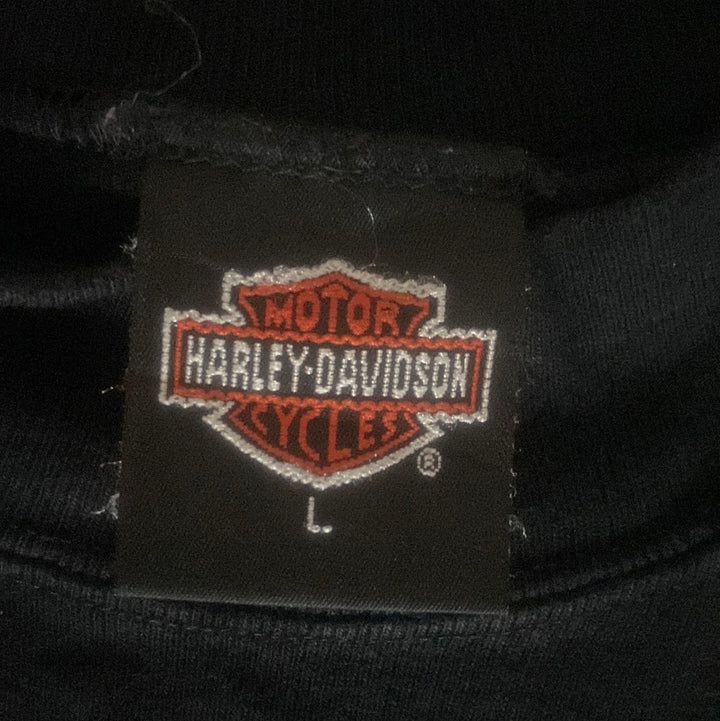 MOTOR
HARLEY-DAVIDSON
CYCLES
®
L.